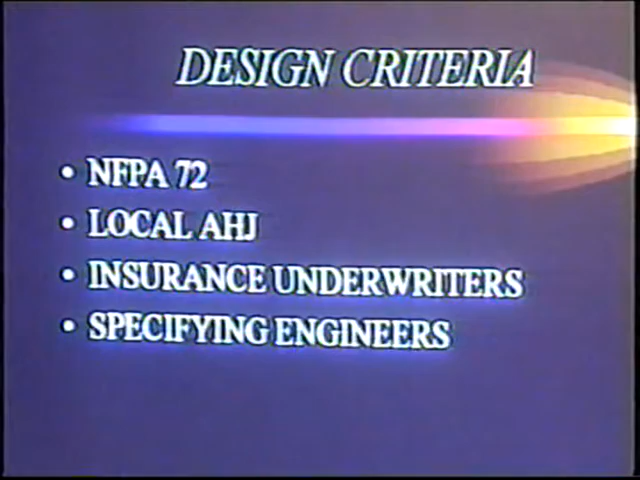 DESIGN CRITERIA
• NFPA 72
• LOCAL AHJ
• INSURANCE UNDERWRITERS
• SPECIFYING ENGINEERS